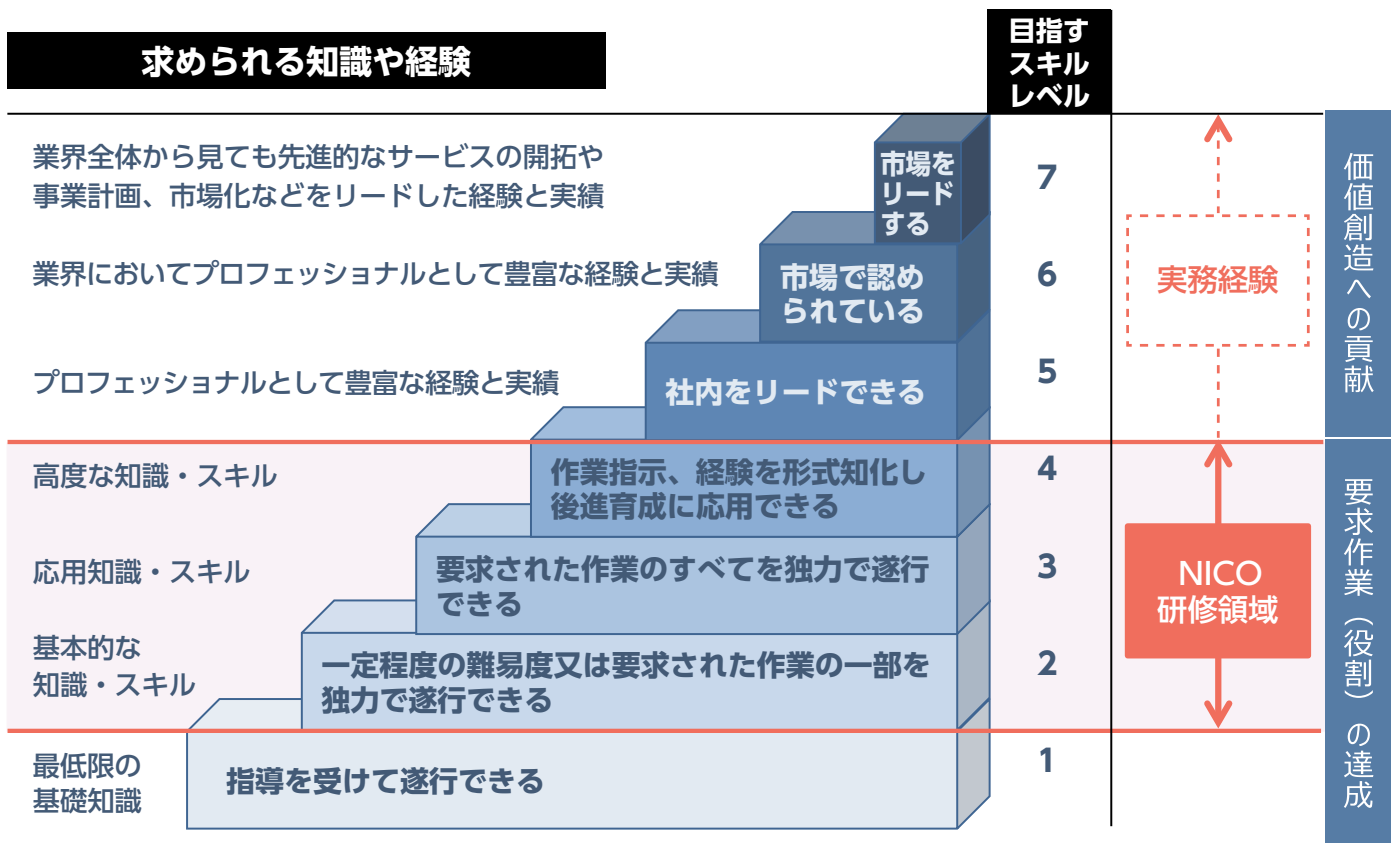 求められる知識や経験
目指す
スキル
レベル
業界全体から見ても先進的なサービスの開拓や
事業計画、市場化などをリードした経験と実績
市場を
リード
する
7
業界においてプロフェッショナルとして豊富な経験と実績
市場で認め
られている
6
プロフェッショナルとして豊富な経験と実績
社内をリードできる
5
実務経験
価値創造への貢献
高度な知識・スキル
作業指示、経験を形式知化し
後進育成に応用できる
4
応用知識・スキル
要求された作業のすべてを独力で遂行
できる
3
基本的な
知識・スキル
一定程度の難易度又は要求された作業の一部を
独力で遂行できる
2
NICO
研修領域
最低限の
基礎知識
指導を受けて遂行できる
1
要求作業（役割）の達成